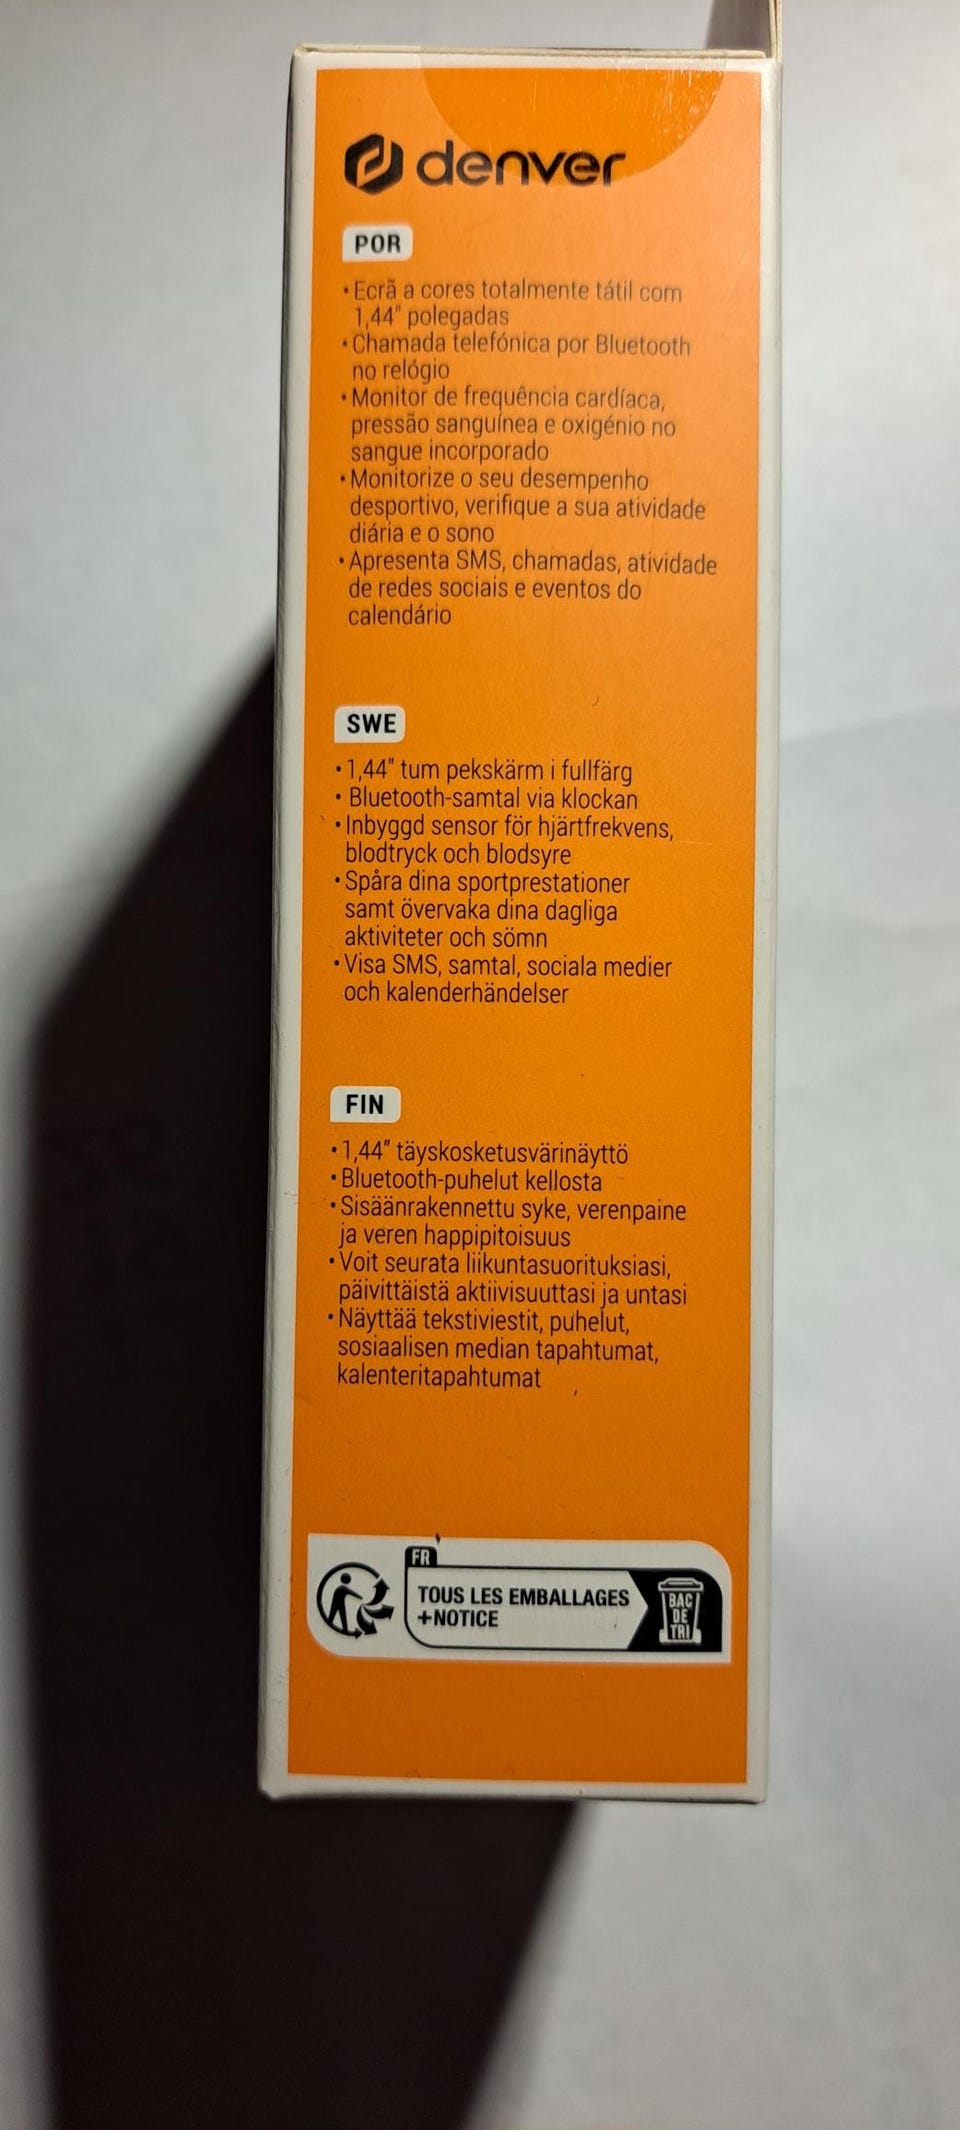 denver
POR
• Ecrã a cores totalmente tátil com
1,44" polegadas
• Chamada telefónica por Bluetooth
no relógio
• Monitor de frequência cardíaca,
pressão sanguínea e oxigénio no
sangue incorporado
• Monitorize o seu desempenho
desportivo, verifique a sua atividade
diária e o sono
• Apresenta SMS, chamadas, atividade
de redes sociais e eventos do
calendário
SWE
• 1,44" tum pekskärm i fullfärg
• Bluetooth-samtal via klockan
• Inbyggd sensor för hjärtfrekvens,
blodtryck och blodsyre
• Spåra dina sportprestationer
samt övervaka dina dagliga
aktiviteter och sömn
• Visa SMS, samtal, sociala medier
och kalenderhändelser
FIN
• 1,44" täyskosketusvärinäyttö
• Bluetooth-puhelut kellosta
• Sisäänrakennettu syke, verenpaine
ja veren happipitoisuus
• Voit seurata liikuntasuorituksiasi,
päivittäistä aktiivisuuttasi ja untasi
• Näyttää tekstiviestit, puhelut,
sosiaalisen median tapahtumat,
kalenteritapahtumat
FR
TOUS LES EMBALLAGES
+NOTICE
BAC
DE
TRI